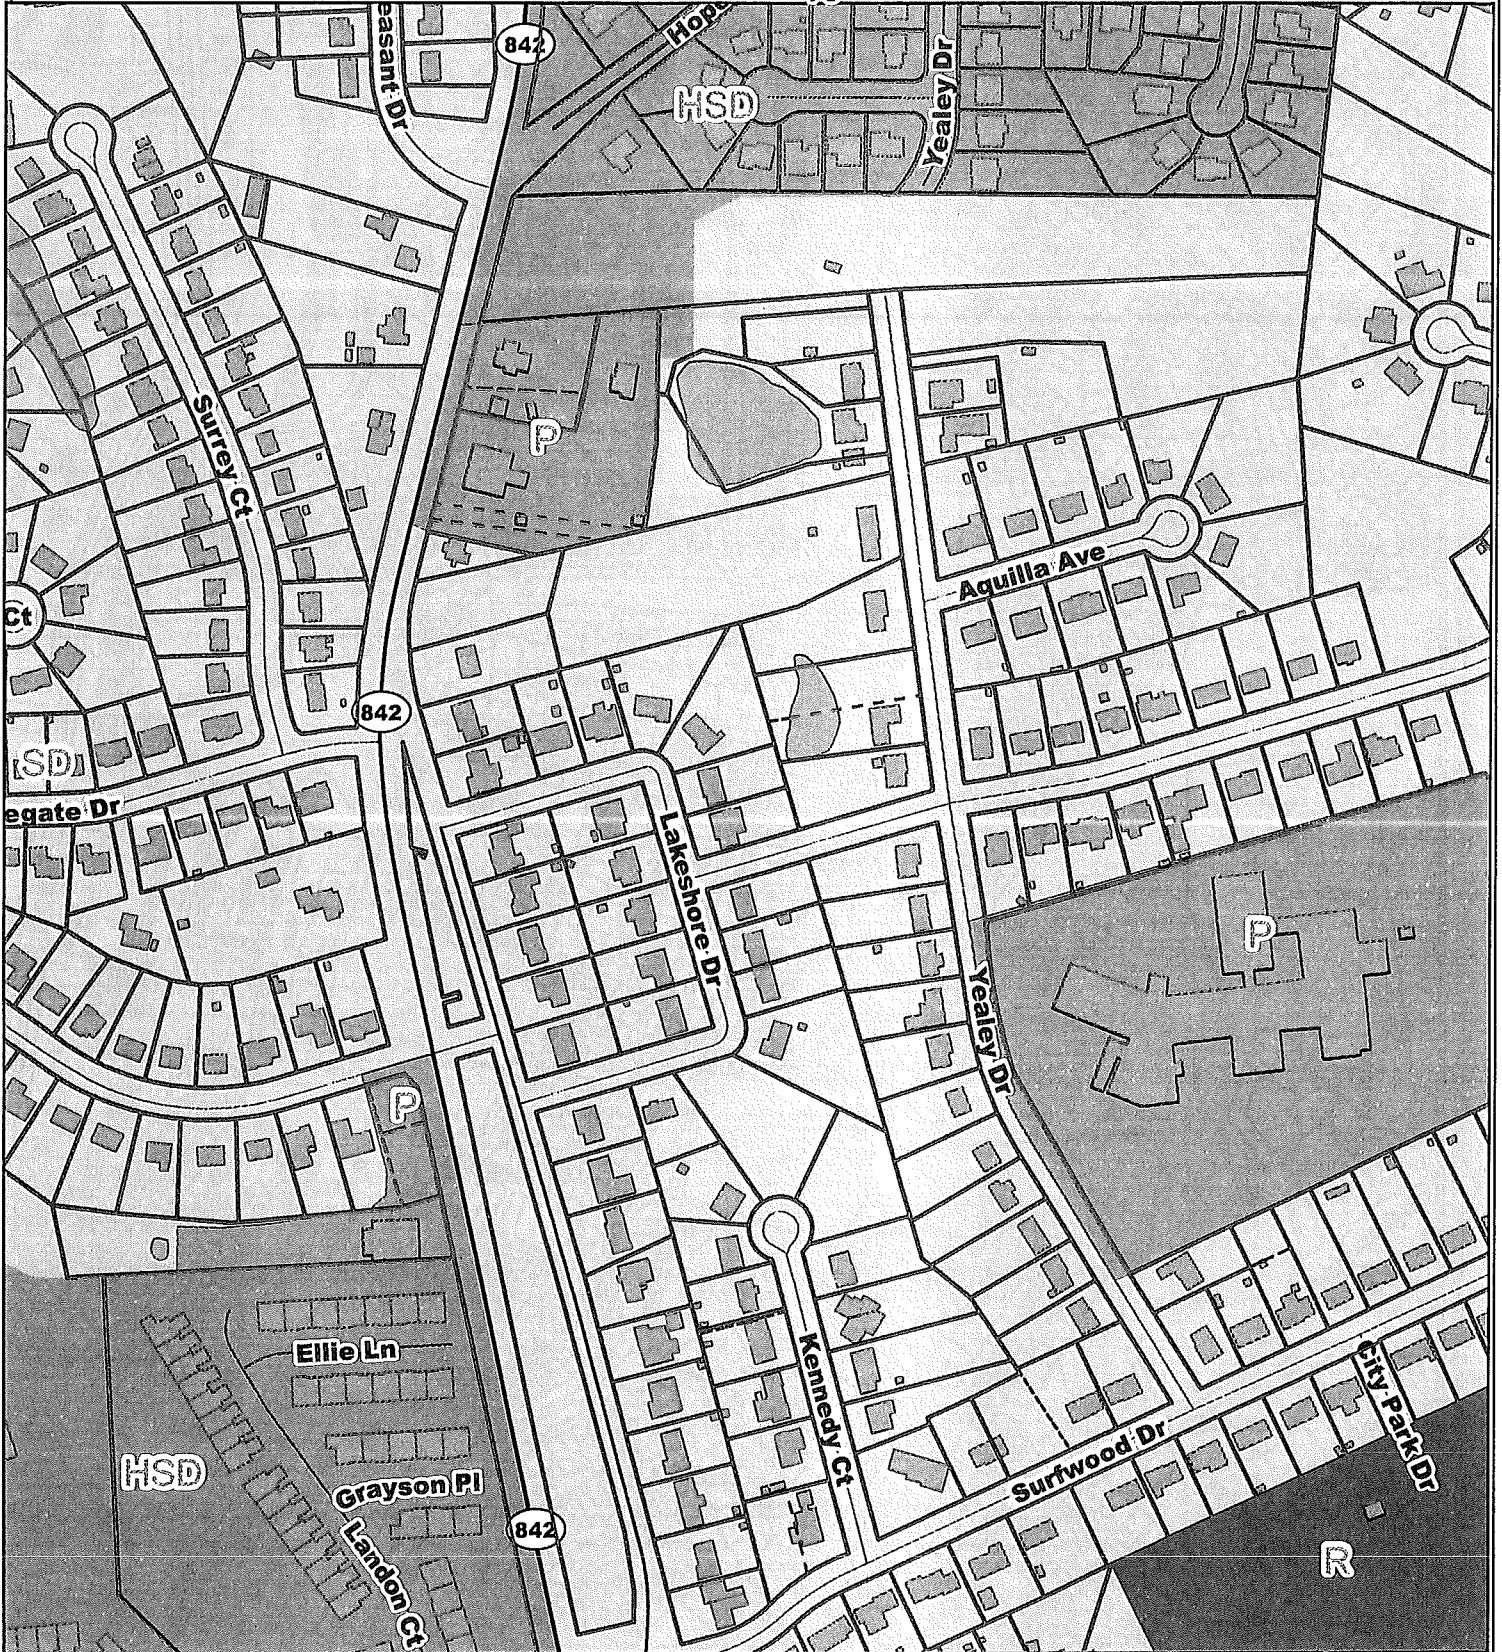 easant Dr
842
Hope
Yealey Dr
HSD
P
Surrey Ct
Aquilla Ave
Ct
842
SD
egate Dr
Lakeshore Dr
P
Yealey Dr
P
Ellie Ln
Kennedy Ct
City Park Dr
HSD
Grayson Pl
Surfwood Dr
842
Landon Ct
R